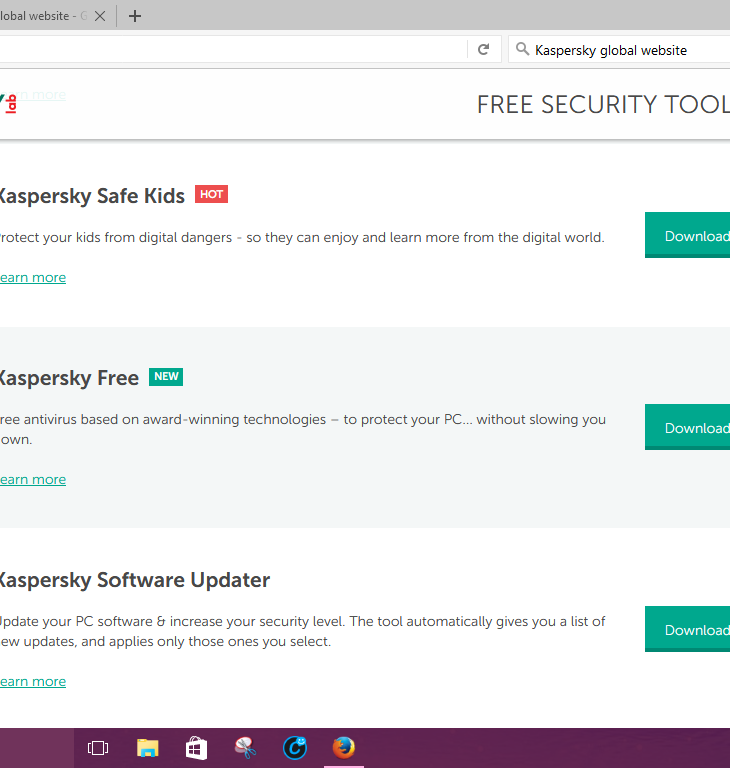 lobal website - G
Kaspersky global website
lab
earn more
FREE SECURITY TOOL
Kaspersky Safe Kids HOT
rotect your kids from digital dangers - so they can enjoy and learn more from the digital world.
Download
earn more
Kaspersky Free NEW
ree antivirus based on award-winning technologies – to protect your PC... without slowing you
own.
Download
earn more
Kaspersky Software Updater
Update your PC software & increase your security level. The tool automatically gives you a list of
ew updates, and applies only those ones you select.
Download
earn more